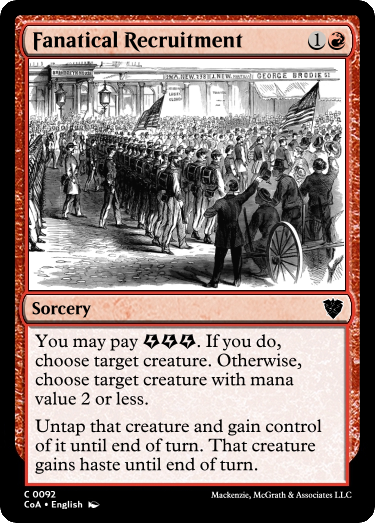 Fanatical Recruitment 1
GEORGE BRODIE
Sorcery
You may pay . If you do,
choose target creature. Otherwise,
choose target creature with mana
value 2 or less.
Untap that creature and gain control
of it until end of turn. That creature
gains haste until end of turn.
C 0092
CoA • English
Mackenzie, McGrath & Associates LLC